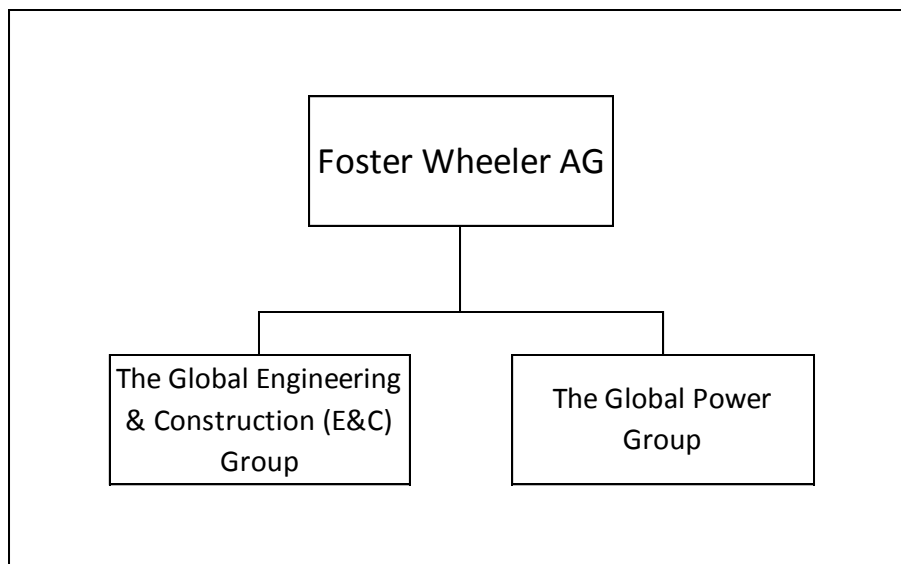 Foster Wheeler AG
The Global Engineering
& Construction (E&C)
Group
The Global Power
Group